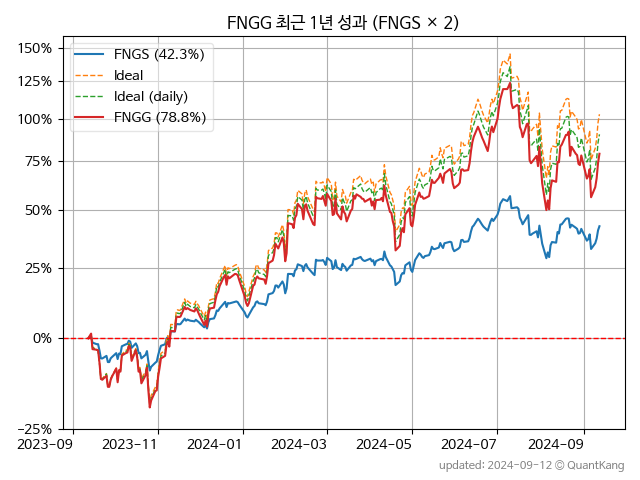 FNGG 최근 1년 성과 (FNGS × 2)
150%
125%
100%
75%
50%
25%
0%
−25%
FNGS (42.3%)
Ideal
Ideal (daily)
FNGG (78.8%)
2023-09
2023-11
2024-01
2024-03
2024-05
2024-07
2024-09
updated: 2024-09-12 © QuantKang